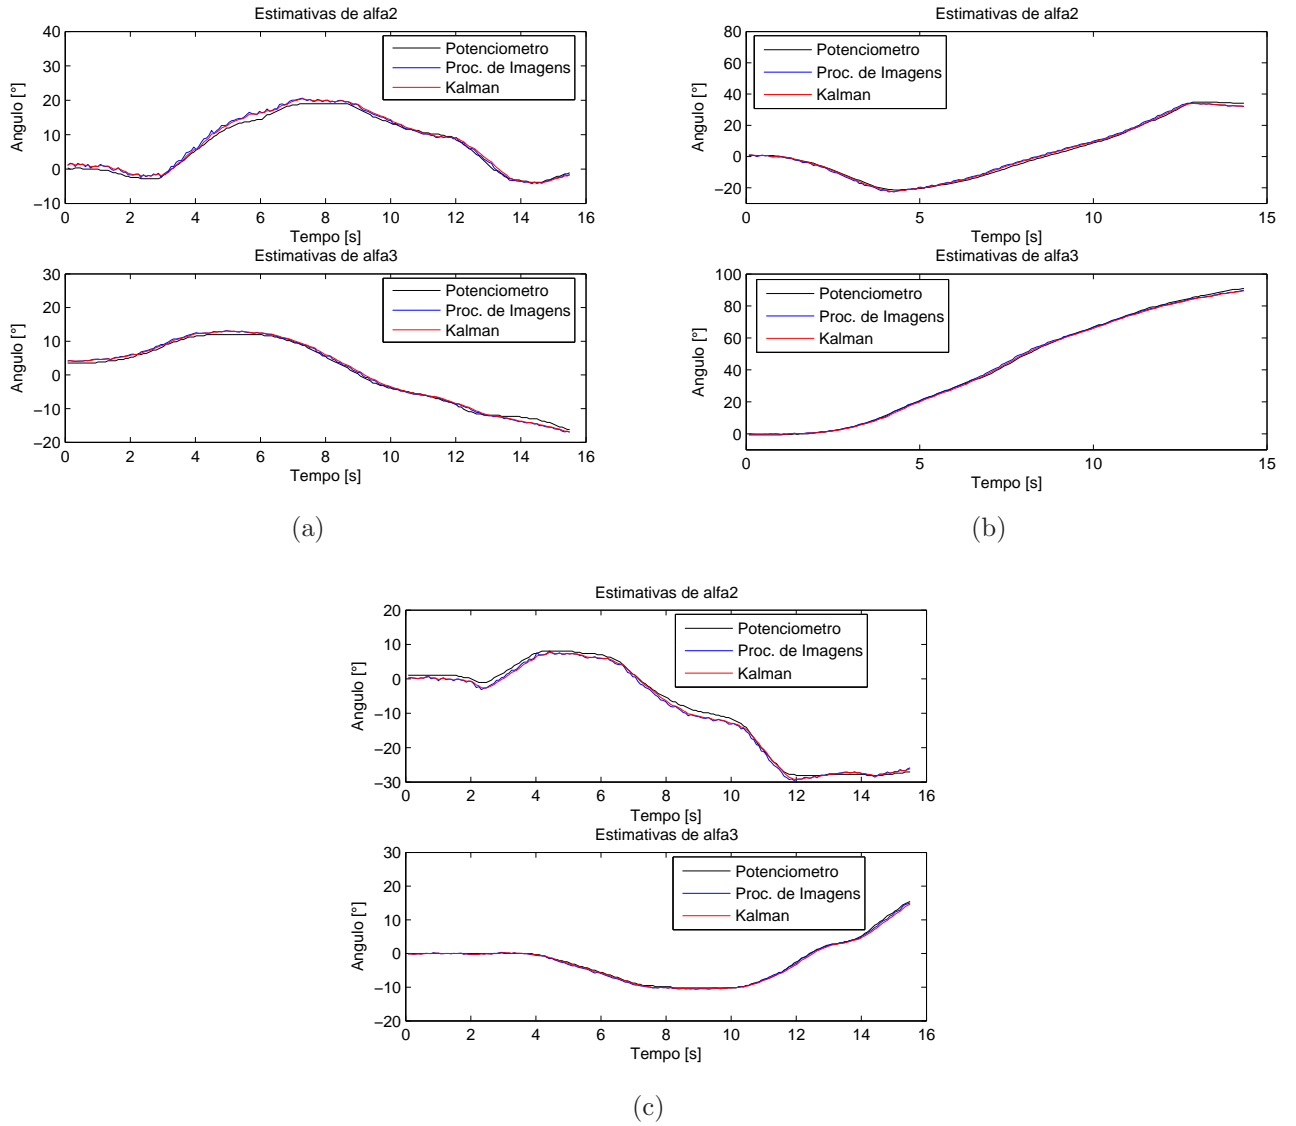 Estimativas de alfa2
40
30
20
10
0
−10
Angulo [°]
0 2 4 6 8 10 12 14 16
Tempo [s]
Potenciometro
Proc. de Imagens
Kalman
Estimativas de alfa3
30
20
10
0
−10
−20
Angulo [°]
0 2 4 6 8 10 12 14 16
Tempo [s]
Potenciometro
Proc. de Imagens
Kalman
(a)
Estimativas de alfa2
80
60
40
20
0
−20
Angulo [°]
0 5 10 15
Tempo [s]
Potenciometro
Proc. de Imagens
Kalman
Estimativas de alfa3
100
80
60
40
20
0
Angulo [°]
0 5 10 15
Tempo [s]
Potenciometro
Proc. de Imagens
Kalman
(b)
Estimativas de alfa2
20
10
0
−10
−20
−30
Angulo [°]
0 2 4 6 8 10 12 14 16
Tempo [s]
Potenciometro
Proc. de Imagens
Kalman
Estimativas de alfa3
30
20
10
0
−10
−20
Angulo [°]
0 2 4 6 8 10 12 14 16
Tempo [s]
Potenciometro
Proc. de Imagens
Kalman
(c)